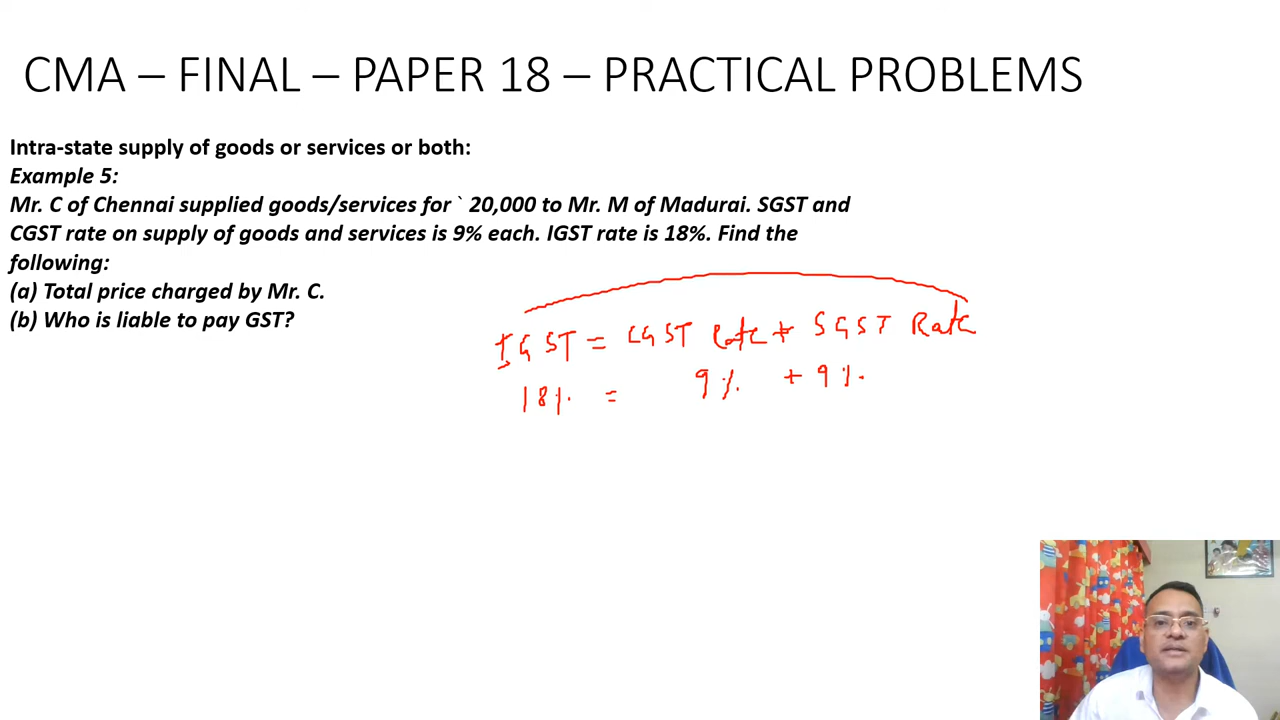 CMA – FINAL – PAPER 18 – PRACTICAL PROBLEMS
Intra-state supply of goods or services or both:
Example 5:
Mr. C of Chennai supplied goods/services for ` 20,000 to Mr. M of Madurai. SGST and
CGST rate on supply of goods and services is 9% each. IGST rate is 18%. Find the
following:
(a) Total price charged by Mr. C.
(b) Who is liable to pay GST?
IGST = CGST Rate + SGST Rate
18% = 9% + 9%.